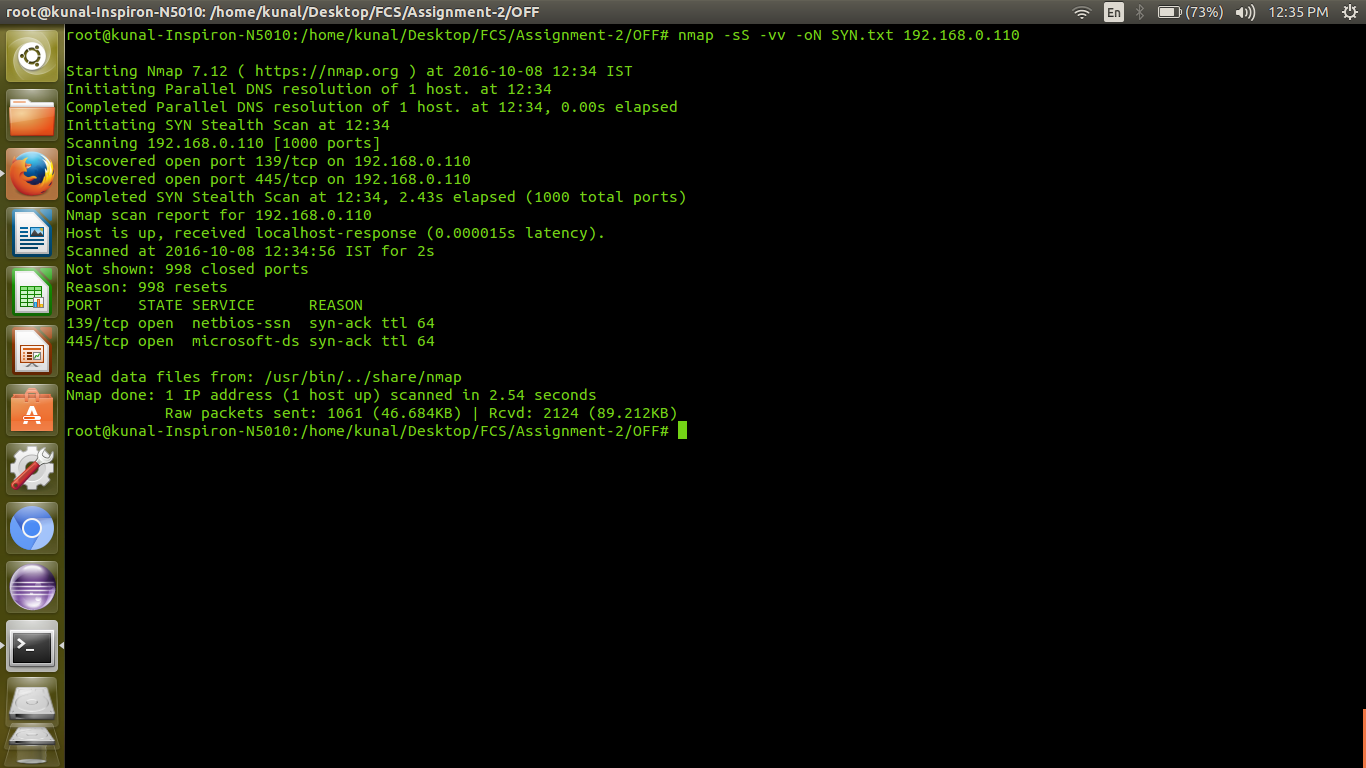 root@kunal-Inspiron-N5010: /home/kunal/Desktop/FCS/Assignment-2/OFF
En (73%) 12:35 PM
root@kunal-Inspiron-N5010:/home/kunal/Desktop/FCS/Assignment-2/OFF# nmap -sS -vv -oN SYN.txt 192.168.0.110
Starting Nmap 7.12 ( https://nmap.org ) at 2016-10-08 12:34 IST
Initiating Parallel DNS resolution of 1 host. at 12:34
Completed Parallel DNS resolution of 1 host. at 12:34, 0.00s elapsed
Initiating SYN Stealth Scan at 12:34
Scanning 192.168.0.110 [1000 ports]
Discovered open port 139/tcp on 192.168.0.110
Discovered open port 445/tcp on 192.168.0.110
Completed SYN Stealth Scan at 12:34, 2.43s elapsed (1000 total ports)
Nmap scan report for 192.168.0.110
Host is up, received localhost-response (0.000015s latency).
Scanned at 2016-10-08 12:34:56 IST for 2s
Not shown: 998 closed ports
Reason: 998 resets
PORT    STATE SERVICE      REASON
139/tcp open  netbios-ssn  syn-ack ttl 64
445/tcp open  microsoft-ds syn-ack ttl 64
Read data files from: /usr/bin/../share/nmap
Nmap done: 1 IP address (1 host up) scanned in 2.54 seconds
           Raw packets sent: 1061 (46.684KB) | Rcvd: 2124 (89.212KB)
root@kunal-Inspiron-N5010:/home/kunal/Desktop/FCS/Assignment-2/OFF#